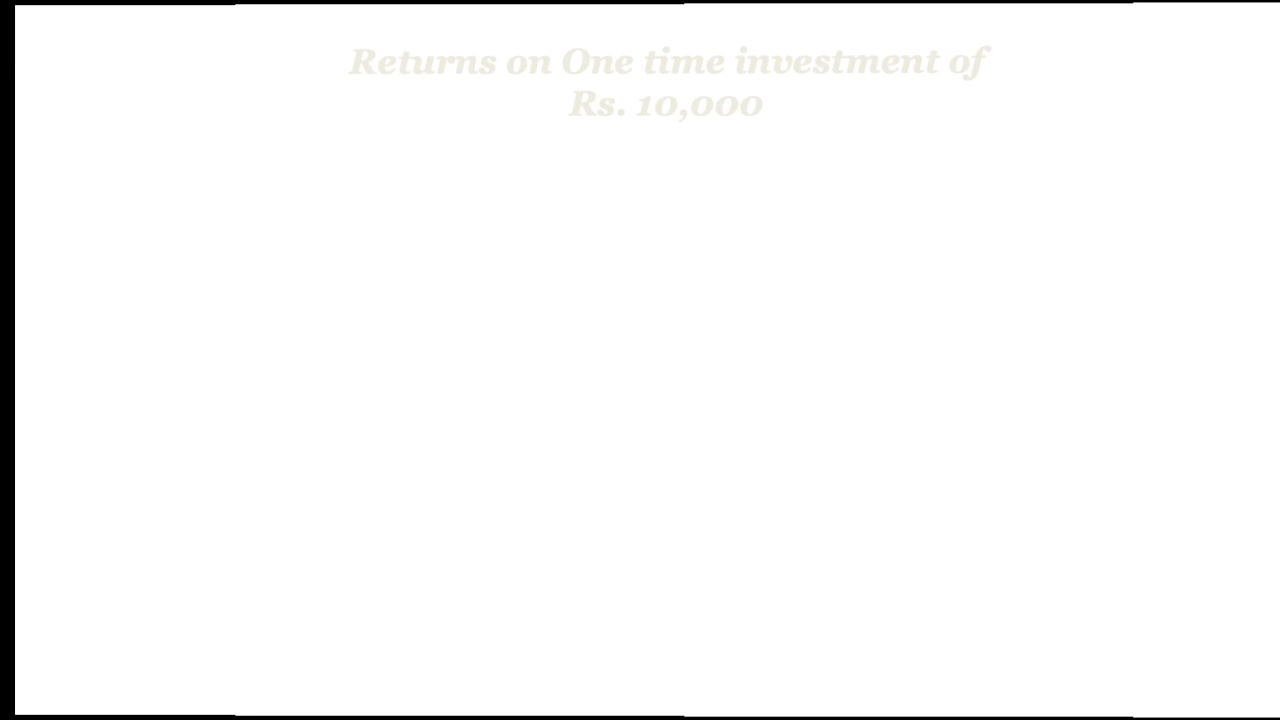 Returns on One time investment of
Rs. 10,000